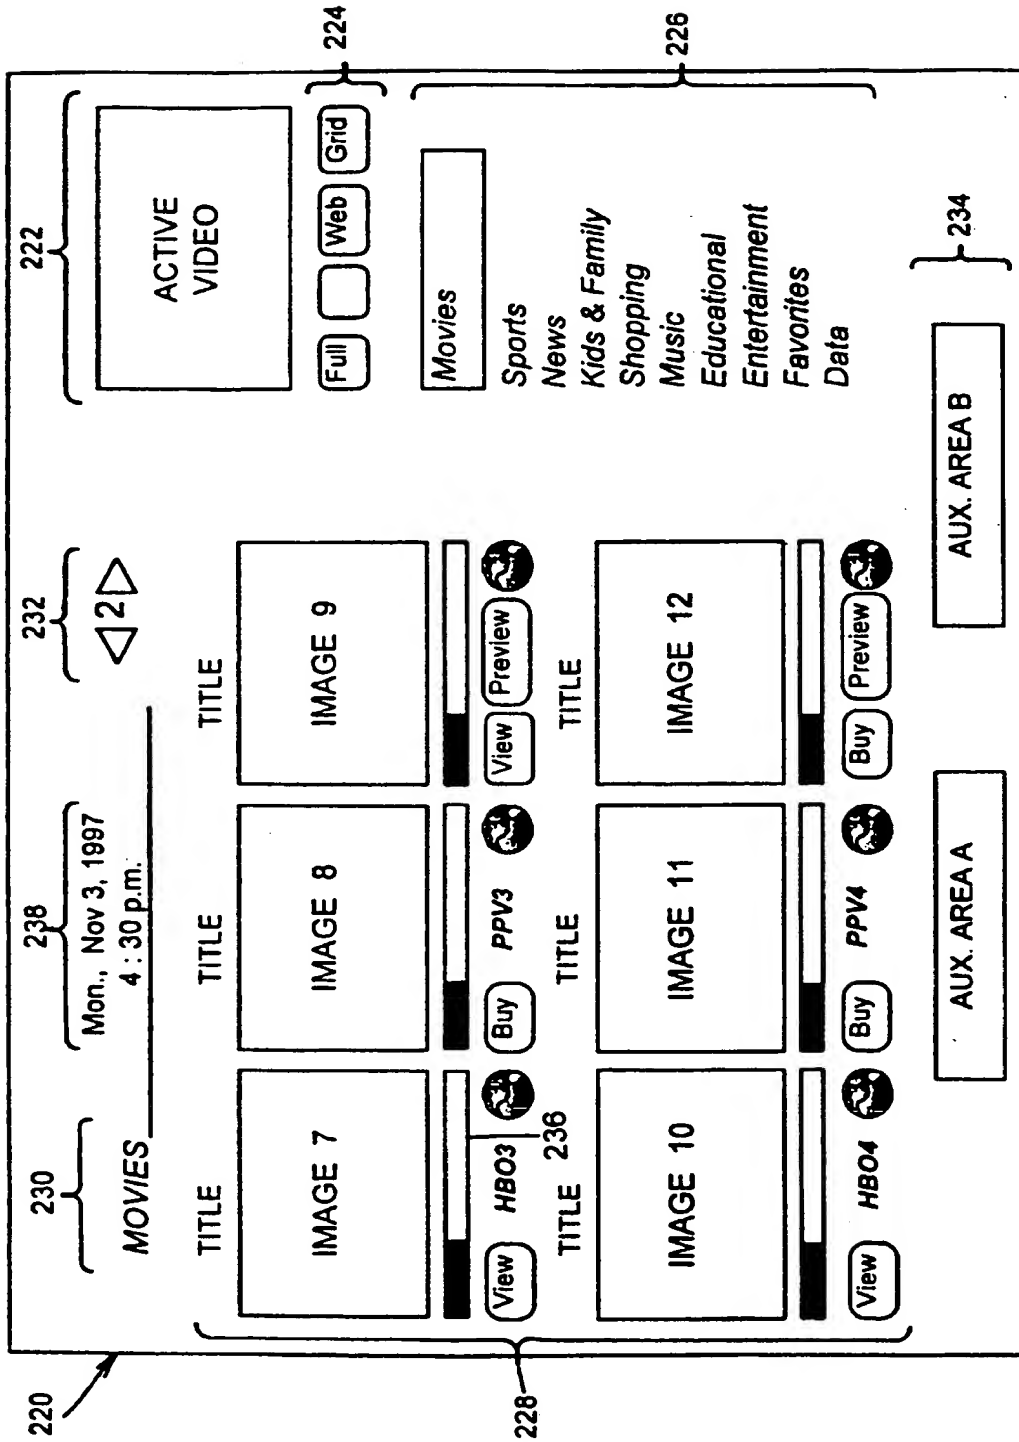 220
230
238
232
222
MOVIES
Mon., Nov 3, 1997
4 : 30 p.m.
2
ACTIVE
VIDEO
224
Full
Web
Grid
TITLE
TITLE
TITLE
IMAGE 7
IMAGE 8
IMAGE 9
View
HBO3
Buy
PPV3
View
Preview
236
228
TITLE
TITLE
TITLE
IMAGE 10
IMAGE 11
IMAGE 12
View
HBO4
Buy
PPV4
Buy
Preview
226
Movies
Sports
News
Kids & Family
Shopping
Music
Educational
Entertainment
Favorites
Data
AUX. AREA A
AUX. AREA B
234